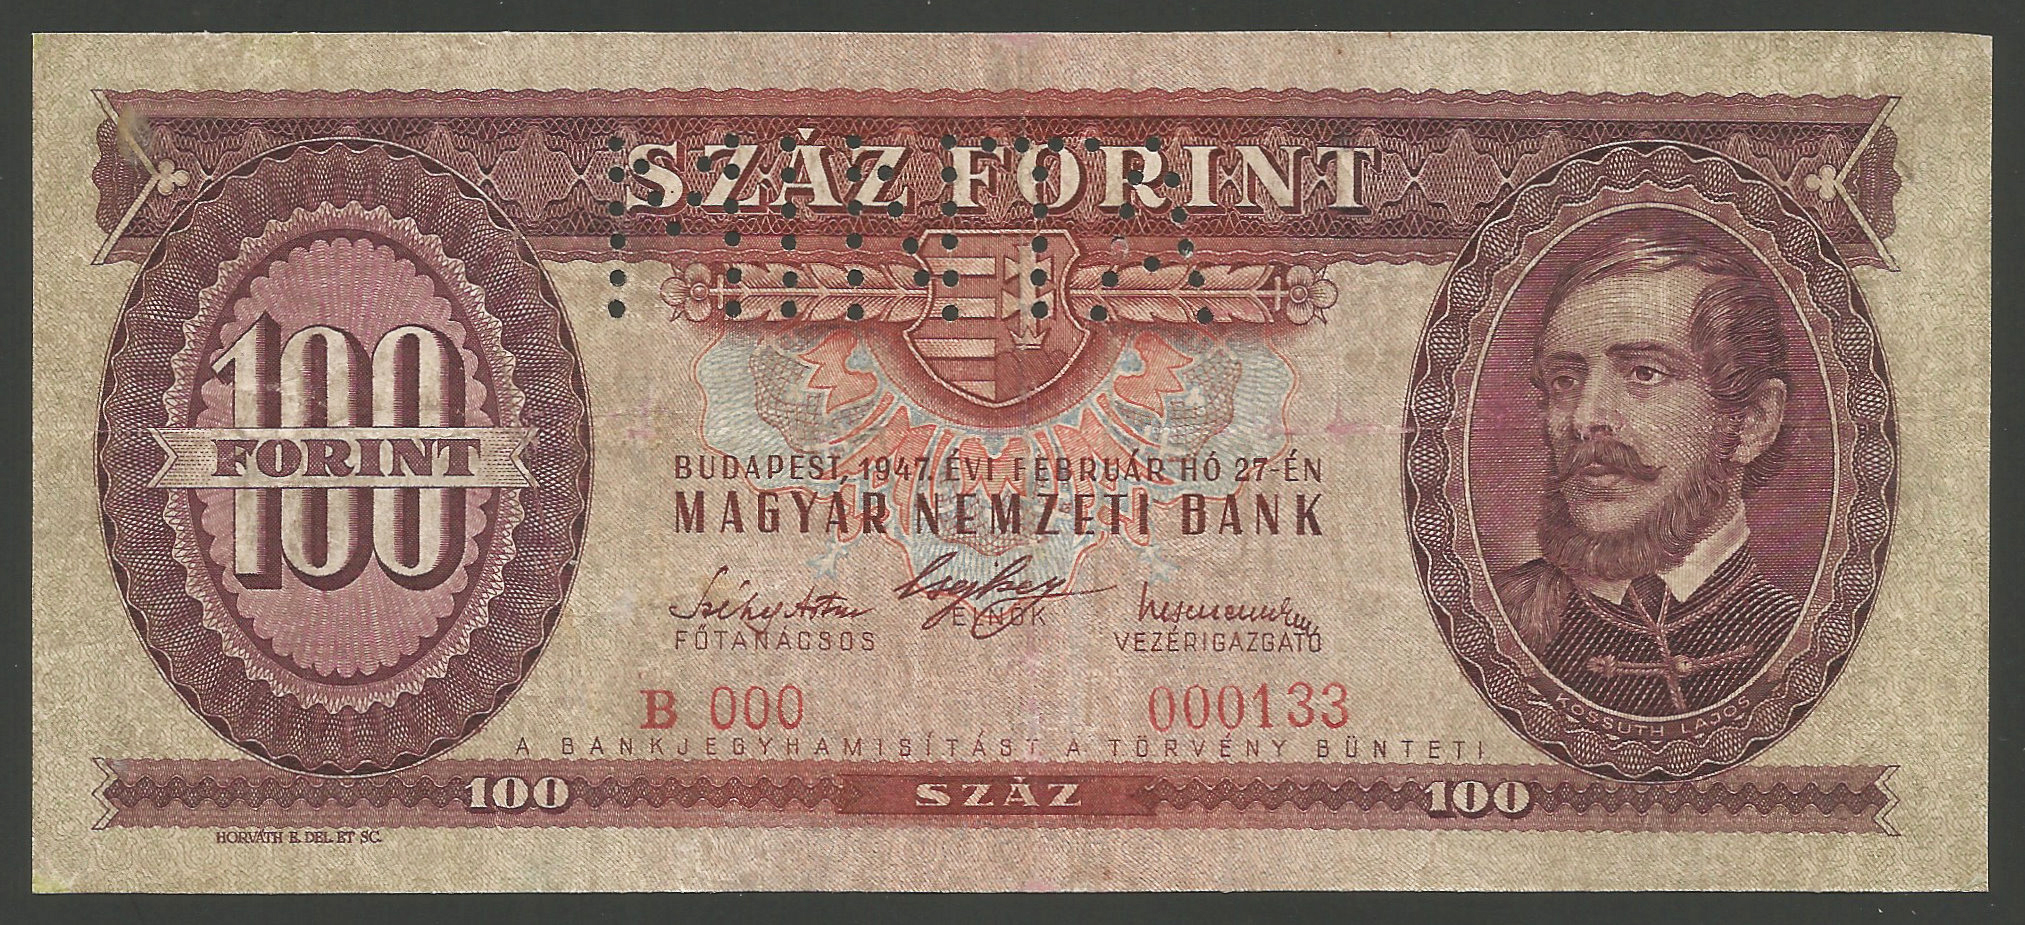 SZÁZ FORINT
MINTA
100
FORINT
BUDAPEST, 1947. ÉVI FEBRUÁR HÓ 27-ÉN
MAGYAR NEMZETI BANK
FŐTANÁCSOS
ELNÖK
VEZÉRIGAZGATÓ
B 000
000133
KOSSUTH LAJOS
A BANKJEGYHAMISÍTÁST A TÖRVÉNY BÜNTETI
100 SZÁZ 100
HORVÁTH E. DEL. ET SC.